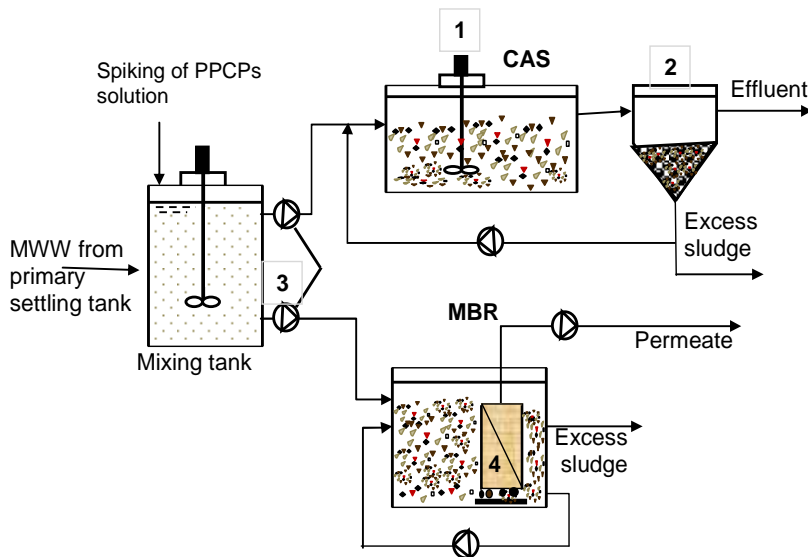 1
CAS
2
Effluent
Spiking of PPCPs
solution
MWW from
primary
settling tank
3
Mixing tank
Excess
sludge
MBR
Permeate
4
Excess
sludge